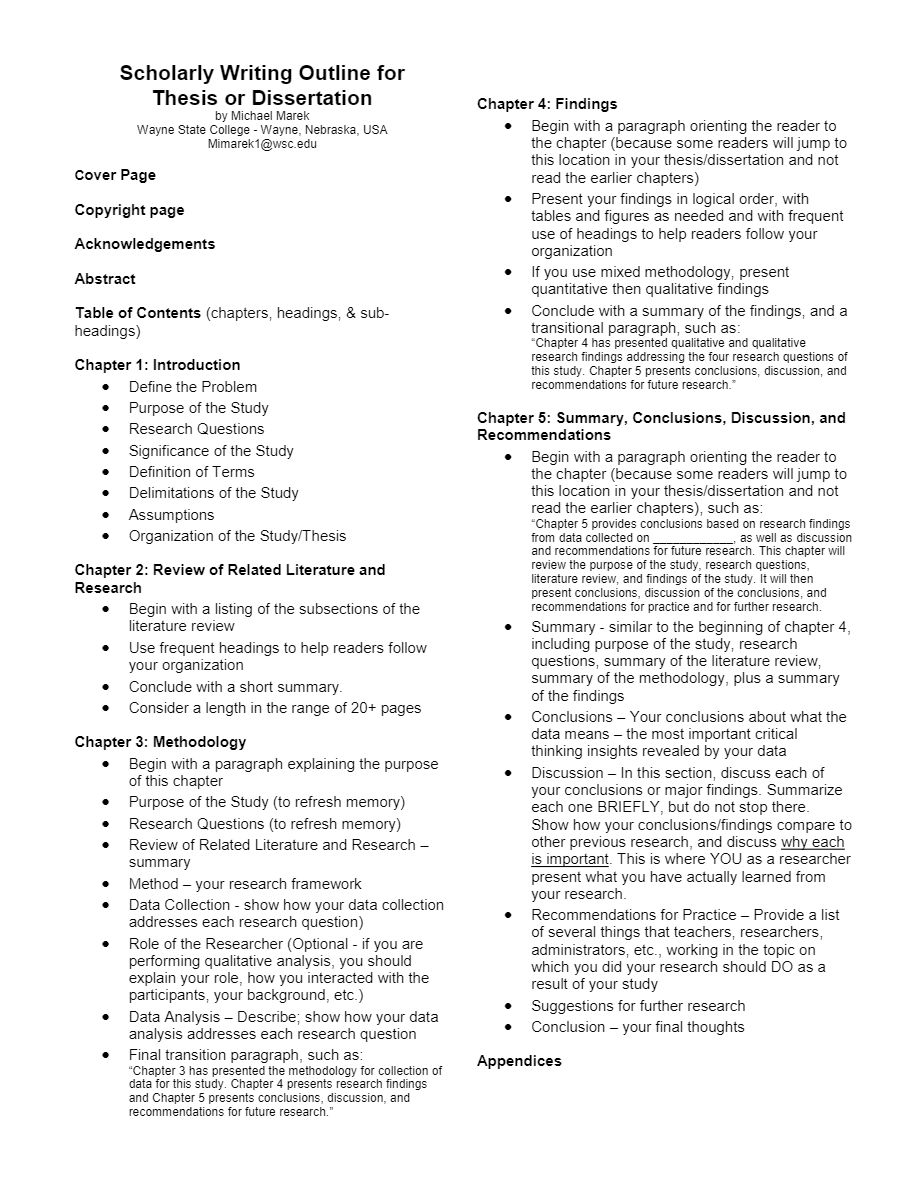 Scholarly Writing Outline for
Thesis or Dissertation
by Michael Marek
Wayne State College - Wayne, Nebraska, USA
Mimarek1@wsc.edu
Cover Page
Copyright page
Acknowledgements
Abstract
Table of Contents (chapters, headings, & sub-
headings)
Chapter 1: Introduction
• Define the Problem
• Purpose of the Study
• Research Questions
• Significance of the Study
• Definition of Terms
• Delimitations of the Study
• Assumptions
• Organization of the Study/Thesis
Chapter 2: Review of Related Literature and
Research
• Begin with a listing of the subsections of the
literature review
• Use frequent headings to help readers follow
your organization
• Conclude with a short summary.
• Consider a length in the range of 20+ pages
Chapter 3: Methodology
• Begin with a paragraph explaining the purpose
of this chapter
• Purpose of the Study (to refresh memory)
• Research Questions (to refresh memory)
• Review of Related Literature and Research –
summary
• Method – your research framework
• Data Collection - show how your data collection
addresses each research question)
• Role of the Researcher (Optional - if you are
performing qualitative analysis, you should
explain your role, how you interacted with the
participants, your background, etc.)
• Data Analysis – Describe; show how your data
analysis addresses each research question
• Final transition paragraph, such as:
“Chapter 3 has presented the methodology for collection of
data for this study. Chapter 4 presents research findings
and Chapter 5 presents conclusions, discussion, and
recommendations for future research.”
Chapter 4: Findings
• Begin with a paragraph orienting the reader to
the chapter (because some readers will jump to
this location in your thesis/dissertation and not
read the earlier chapters)
• Present your findings in logical order, with
tables and figures as needed and with frequent
use of headings to help readers follow your
organization
• If you use mixed methodology, present
quantitative then qualitative findings
• Conclude with a summary of the findings, and a
transitional paragraph, such as:
“Chapter 4 has presented qualitative and qualitative
research findings addressing the four research questions of
this study. Chapter 5 presents conclusions, discussion, and
recommendations for future research.”
Chapter 5: Summary, Conclusions, Discussion, and
Recommendations
• Begin with a paragraph orienting the reader to
the chapter (because some readers will jump to
this location in your thesis/dissertation and not
read the earlier chapters), such as:
“Chapter 5 provides conclusions based on research findings
from data collected on ____________, as well as discussion
and recommendations for future research. This chapter will
review the purpose of the study, research questions,
literature review, and findings of the study. It will then
present conclusions, discussion of the conclusions, and
recommendations for practice and for further research.
• Summary - similar to the beginning of chapter 4,
including purpose of the study, research
questions, summary of the literature review,
summary of the methodology, plus a summary
of the findings
• Conclusions – Your conclusions about what the
data means – the most important critical
thinking insights revealed by your data
• Discussion – In this section, discuss each of
your conclusions or major findings. Summarize
each one BRIEFLY, but do not stop there.
Show how your conclusions/findings compare to
other previous research, and discuss why each
is important. This is where YOU as a researcher
present what you have actually learned from
your research.
• Recommendations for Practice – Provide a list
of several things that teachers, researchers,
administrators, etc., working in the topic on
which you did your research should DO as a
result of your study
• Suggestions for further research
• Conclusion – your final thoughts
Appendices